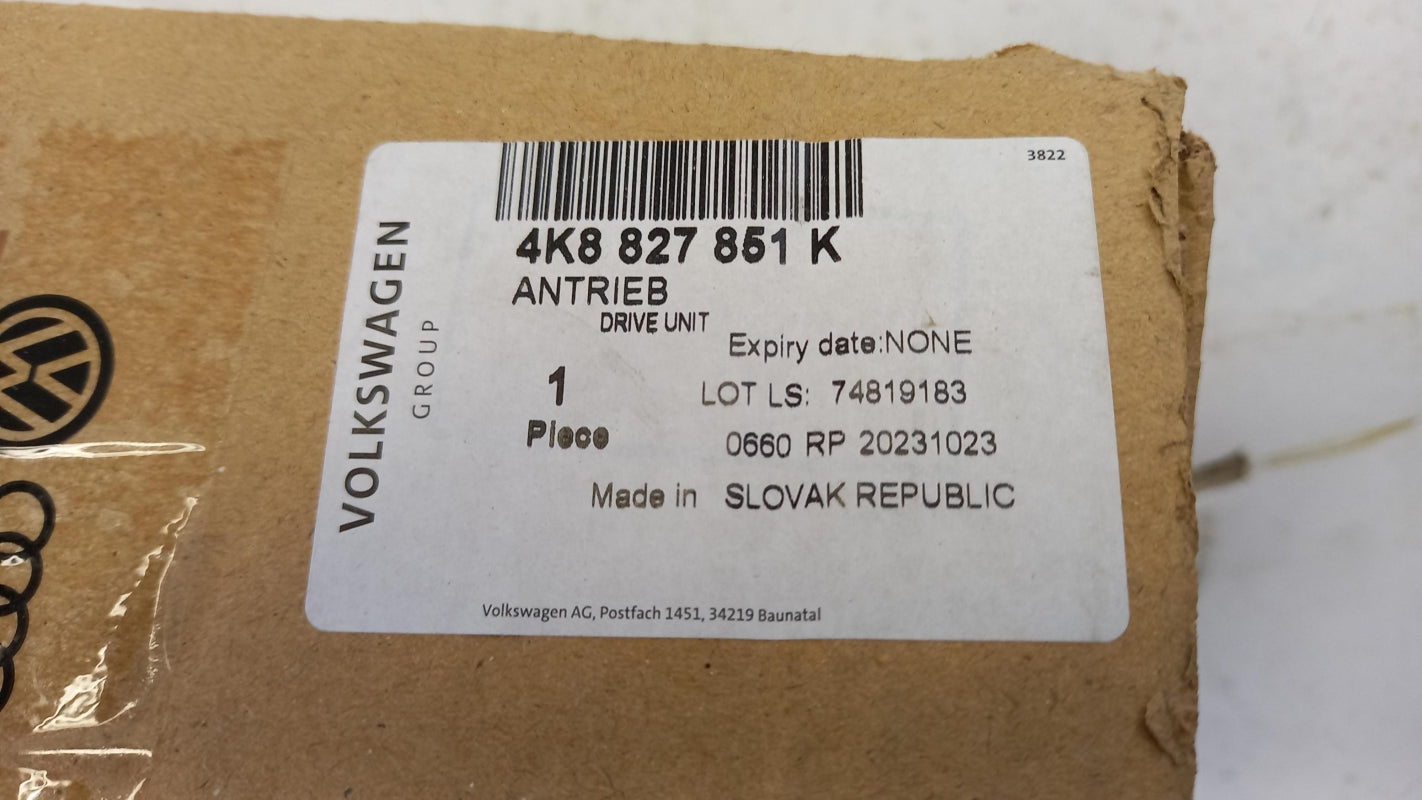 3822
4K8 827 851 K
ANTRIEB
DRIVE UNIT
Expiry date:NONE
1
LOT LS: 74819183
Piece
0660 RP 20231023
Made in SLOVAK REPUBLIC
Volkswagen AG, Postfach 1451, 34219 Baunatal
VOLKSWAGEN
GROUP